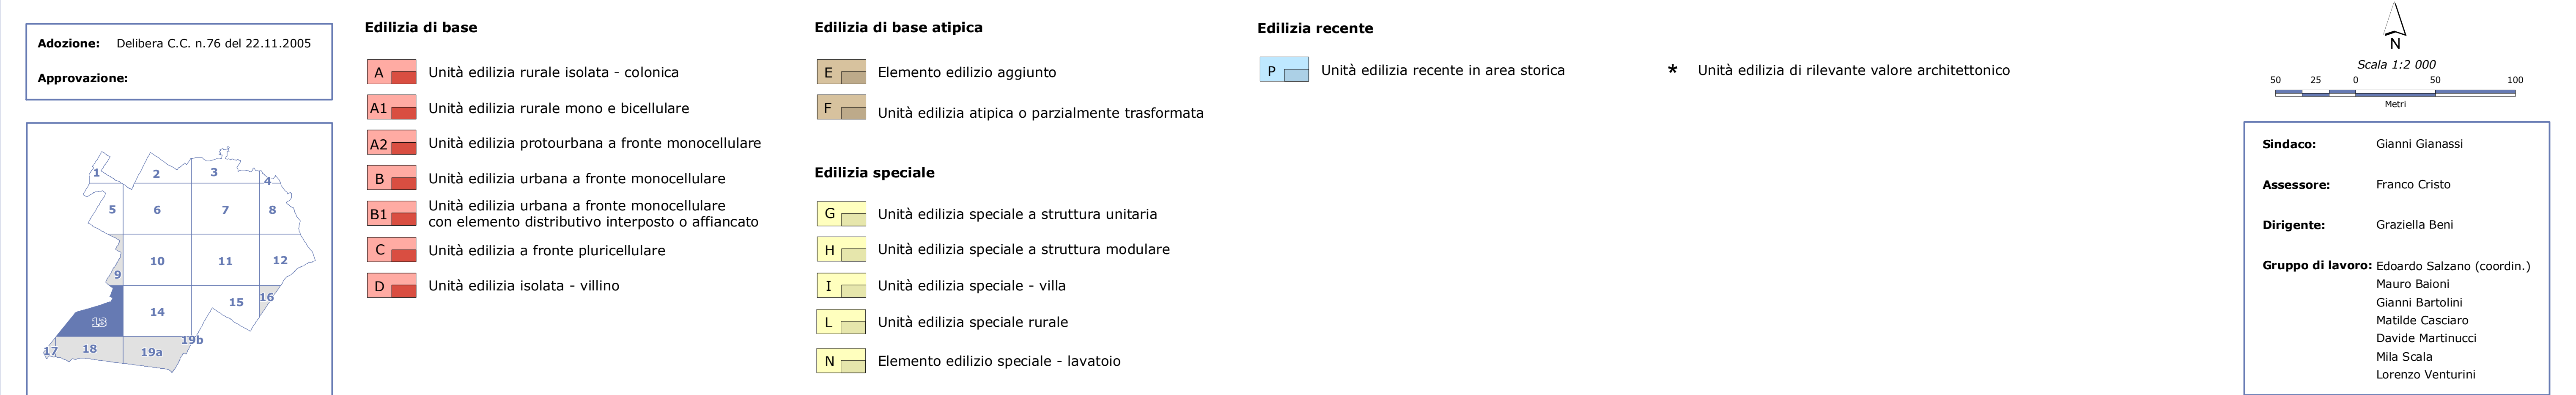 Adozione: Delibera C.C. n.76 del 22.11.2005
Approvazione:
1
2
3
4
5
6
7
8
9
10
11
12
13
14
15
16
17
18
19a
19b
Edilizia di base
A Unità edilizia rurale isolata - colonica
A1 Unità edilizia rurale mono e bicellulare
A2 Unità edilizia protourbana a fronte monocellulare
B Unità edilizia urbana a fronte monocellulare
B1 Unità edilizia urbana a fronte monocellulare
con elemento distributivo interposto o affiancato
C Unità edilizia a fronte pluricellulare
D Unità edilizia isolata - villino
Edilizia di base atipica
E Elemento edilizio aggiunto
F Unità edilizia atipica o parzialmente trasformata
Edilizia speciale
G Unità edilizia speciale a struttura unitaria
H Unità edilizia speciale a struttura modulare
I Unità edilizia speciale - villa
L Unità edilizia speciale rurale
N Elemento edilizio speciale - lavatoio
Edilizia recente
P Unità edilizia recente in area storica
* Unità edilizia di rilevante valore architettonico
N
Scala 1:2 000
50 25 0 50 100
Metri
Sindaco: Gianni Gianassi
Assessore: Franco Cristo
Dirigente: Graziella Beni
Gruppo di lavoro: Edoardo Salzano (coordin.)
Mauro Baioni
Gianni Bartolini
Matilde Casciaro
Davide Martinucci
Mila Scala
Lorenzo Venturini